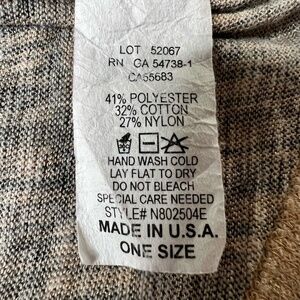 LOT 52067
RN CA 54738-1
CA55683
41% POLYESTER
32% COTTON
27% NYLON
HAND WASH COLD
LAY FLAT TO DRY
DO NOT BLEACH
SPECIAL CARE NEEDED
STYLE# N802504E
MADE IN U.S.A.
ONE SIZE